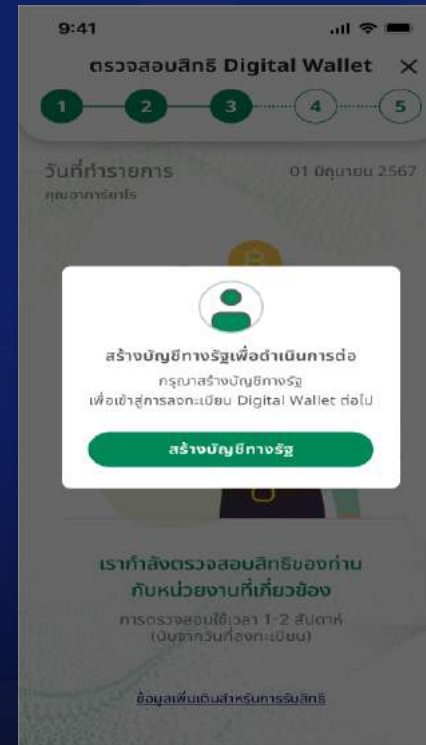 9:41
ตรวจสอบสิทธิ Digital Wallet
1 2 3 4 5
วันที่ทำรายการ 01 มิถุนายน 2567
สร้างบัญชีทางรัฐเพื่อดำเนินการต่อ
กรุณาสร้างบัญชีทางรัฐ
เพื่อเข้าสู่การลงทะเบียน Digital Wallet ต่อไป
สร้างบัญชีทางรัฐ
เรากำลังตรวจสอบสิทธิของท่าน
กับหน่วยงานที่เกี่ยวข้อง
การตรวจสอบใช้เวลา 1-2 สัปดาห์
(นับจากวันที่ลงทะเบียน)
ข้อมูลเพิ่มเติมสำหรับการรับสิทธิ